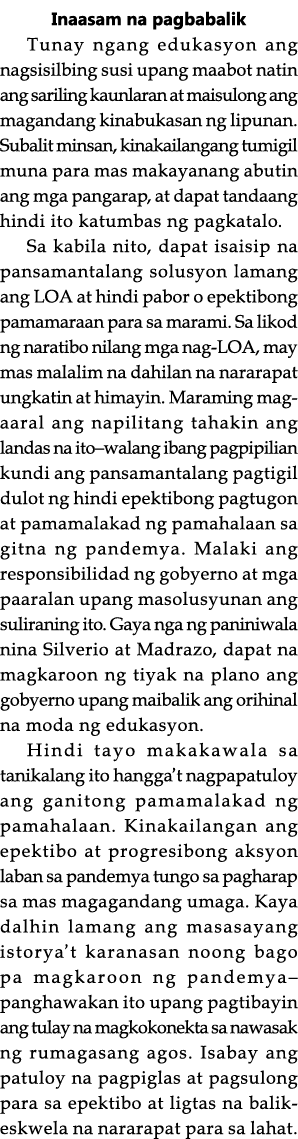 Inaasam na pagbabalik
Tunay ngang edukasyon ang
nagsisilbing susi upang maabot natin
ang sariling kaunlaran at maisulong ang
magandang kinabukasan ng lipunan.
Subalit minsan, kinakailangang tumigil
muna para mas makayanang abutin
ang mga pangarap, at dapat tandaang
hindi ito katumbas ng pagkatalo.
Sa kabila nito, dapat isaisip na
pansamantalang solusyon lamang
ang LOA at hindi pabor o epektibong
pamamaraan para sa marami. Sa likod
ng naratibo nilang mga nag-LOA, may
mas malalim na dahilan na nararapat
ungkatin at himayin. Maraming mag-
aaral ang napilitang tahakin ang
landas na ito–walang ibang pagpipilian
kundi ang pansamantalang pagtigil
dulot ng hindi epektibong pagtugon
at pamamalakad ng pamahalaan sa
gitna ng pandemya. Malaki ang
responsibilidad ng gobyerno at mga
paaralan upang masolusyunan ang
suliraning ito. Gaya nga ng paniniwala
nina Silverio at Madrazo, dapat na
magkaroon ng tiyak na plano ang
gobyerno upang maibalik ang orihinal
na moda ng edukasyon.
Hindi tayo makakawala sa
tanikalang ito hangga’t nagpapatuloy
ang ganitong pamamalakad ng
pamahalaan. Kinakailangan ang
epektibo at progresibong aksyon
laban sa pandemya tungo sa pagharap
sa mas magagandang umaga. Kaya
dalhin lamang ang masasayang
istorya’t karanasan noong bago
pa magkaroon ng pandemya–
panghawakan ito upang pagtibayin
ang tulay na magkokonekta sa nawasak
ng rumagasang agos. Isabay ang
patuloy na pagpiglas at pagsulong
para sa epektibo at ligtas na balik-
eskwela na nararapat para sa lahat.